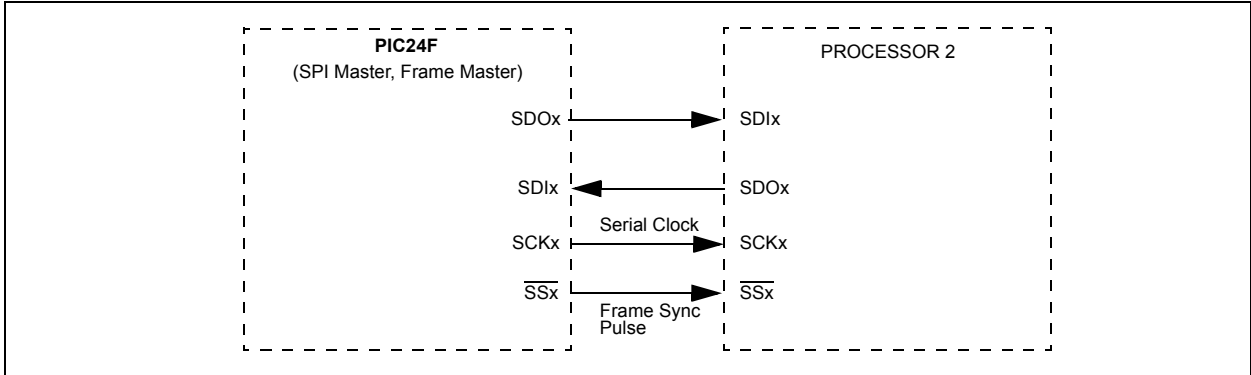 PIC24F
(SPI Master, Frame Master)
PROCESSOR 2
SDOx
SDIx
SDIx
SDOx
Serial Clock
SCKx
SCKx
SSx
SSx
Frame Sync
Pulse